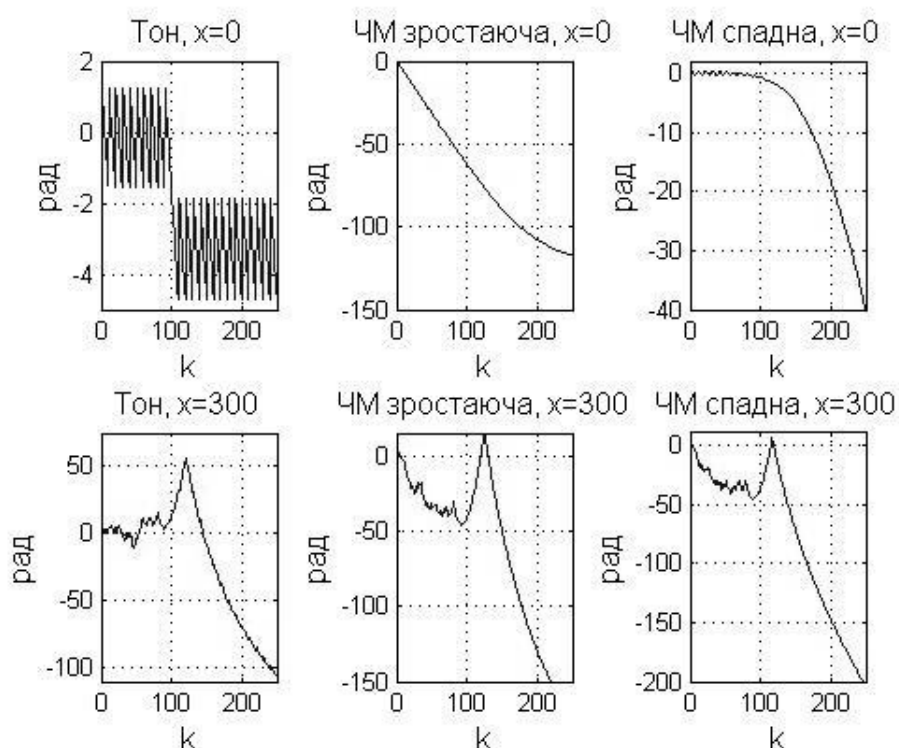 Тон, x=0
ЧМ зростаюча, x=0
ЧМ спадна, x=0
2
0
-2
-4
рад
0 100 200
k
0
-50
-100
-150
рад
0 100 200
k
0
-10
-20
-30
-40
рад
0 100 200
k
Тон, x=300
ЧМ зростаюча, x=300
ЧМ спадна, x=300
50
0
-50
-100
рад
0 100 200
k
0
-50
-100
-150
рад
0 100 200
k
0
-50
-100
-150
-200
рад
0 100 200
k